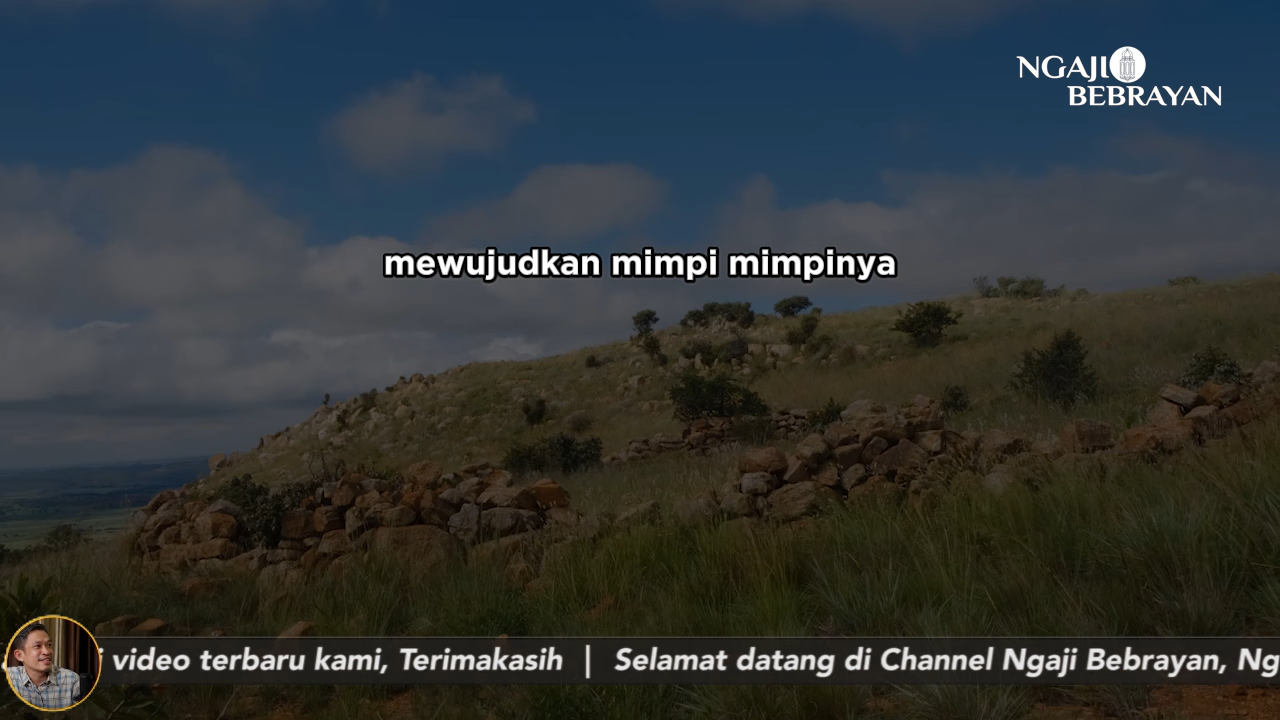 NGAJI
BEBRAYAN
mewujudkan mimpi mimpinya
video terbaru kami, Terimakasih | Selamat datang di Channel Ngaji Bebrayan,